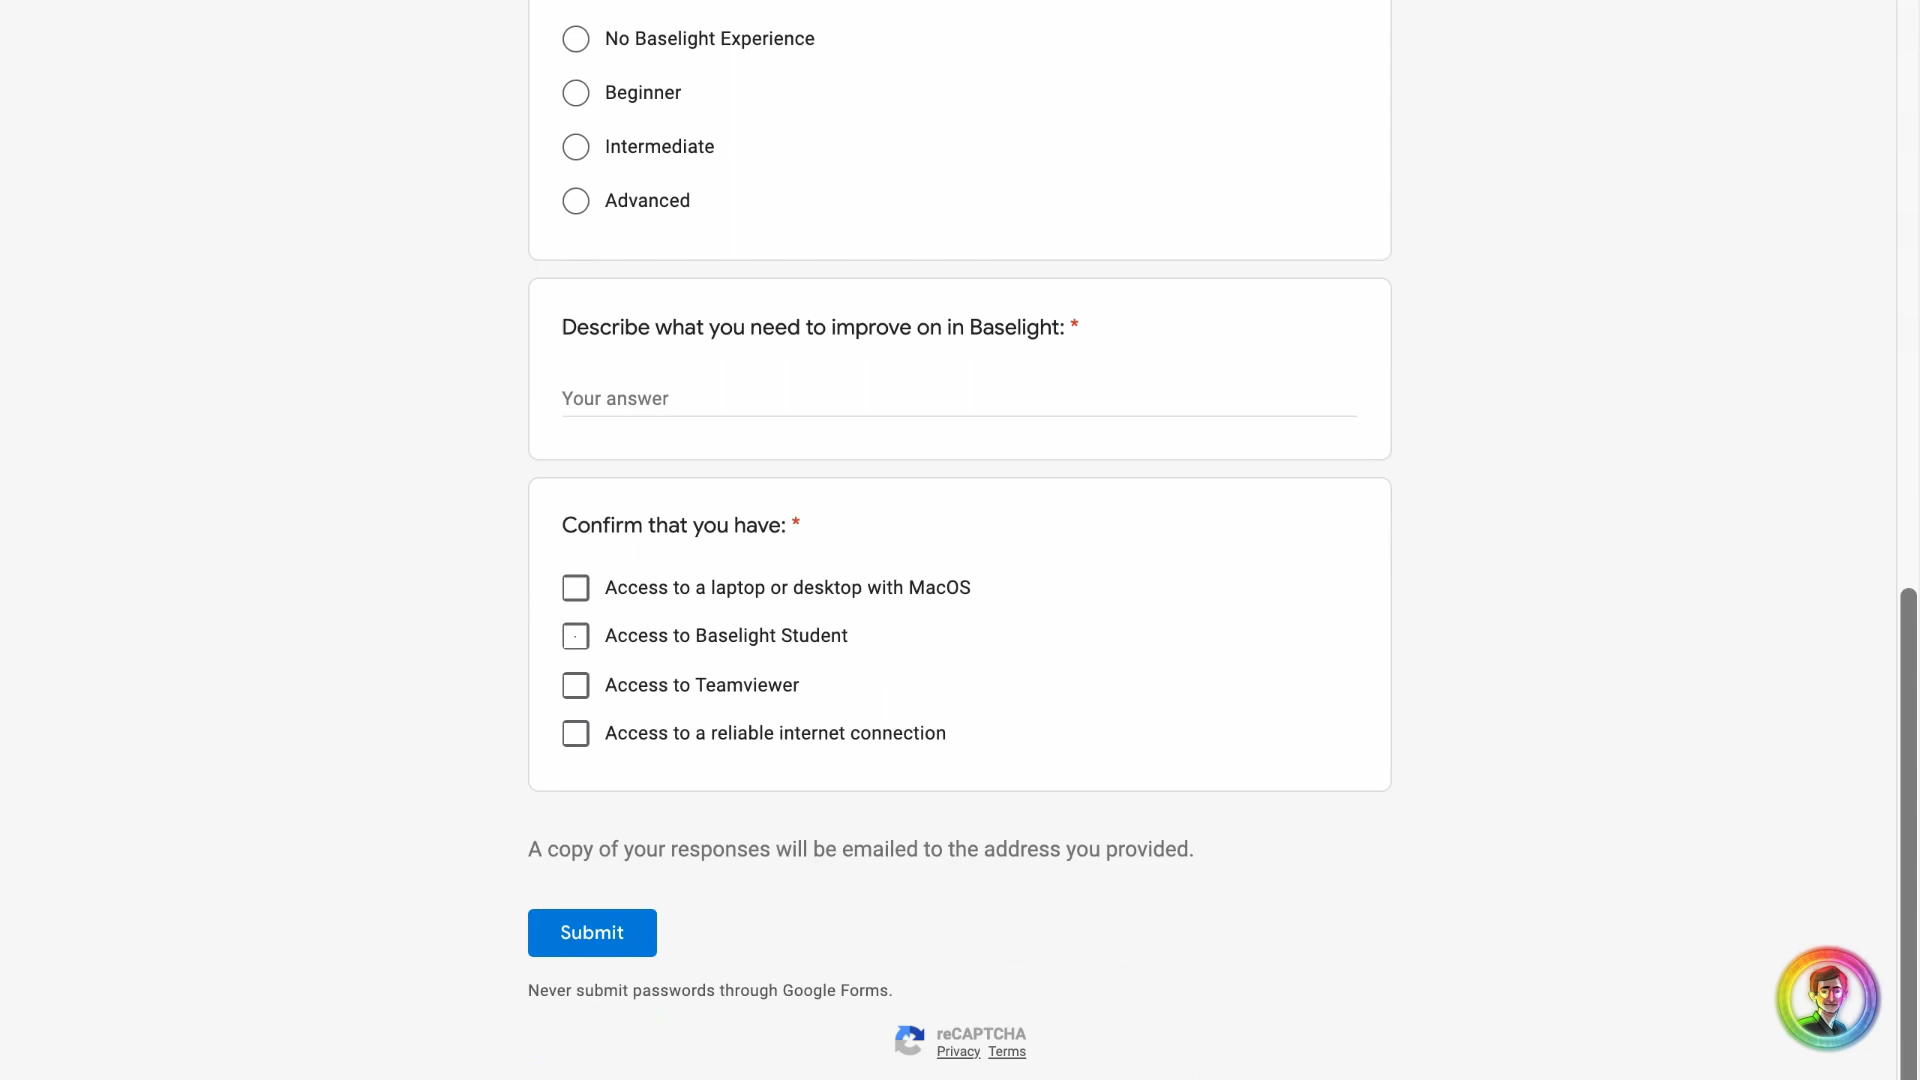 No Baselight Experience
Beginner
Intermediate
Advanced
Describe what you need to improve on in Baselight: *
Your answer
Confirm that you have: *
Access to a laptop or desktop with MacOS
Access to Baselight Student
Access to Teamviewer
Access to a reliable internet connection
A copy of your responses will be emailed to the address you provided.
Submit
Never submit passwords through Google Forms.
reCAPTCHA
Privacy Terms